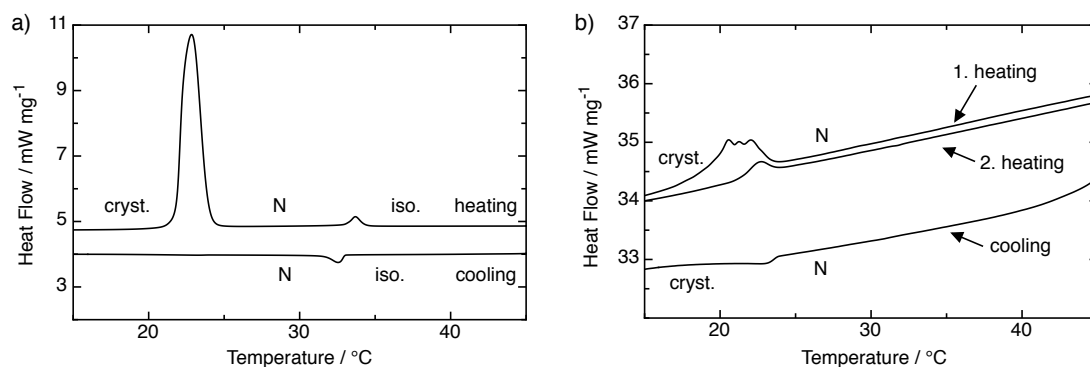 a)
11
9
7
5
3
Heat Flow / mW mg⁻¹
cryst. N iso. heating
N iso. cooling
20 30 40
Temperature / °C
b)
37
36
35
34
33
Heat Flow / mW mg⁻¹
1. heating
N
cryst.
2. heating
cooling
N
cryst.
20 30 40
Temperature / °C